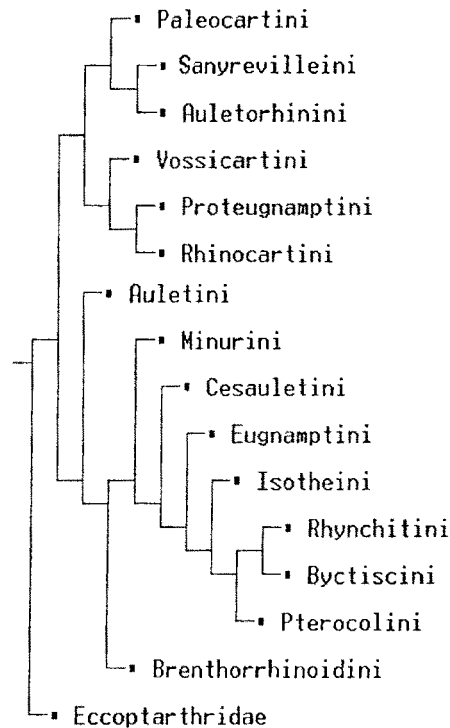 Paleocartini
Sanyrevilleini
Auletorhinini
Vossicartini
Proteugnamptini
Rhinocartini
Auletini
Minurini
Cesauletini
Eugnamptini
Isotheini
Rhynchitini
Byctiscini
Pterocolini
Brenthorrhinoidini
Eccoptarthridae